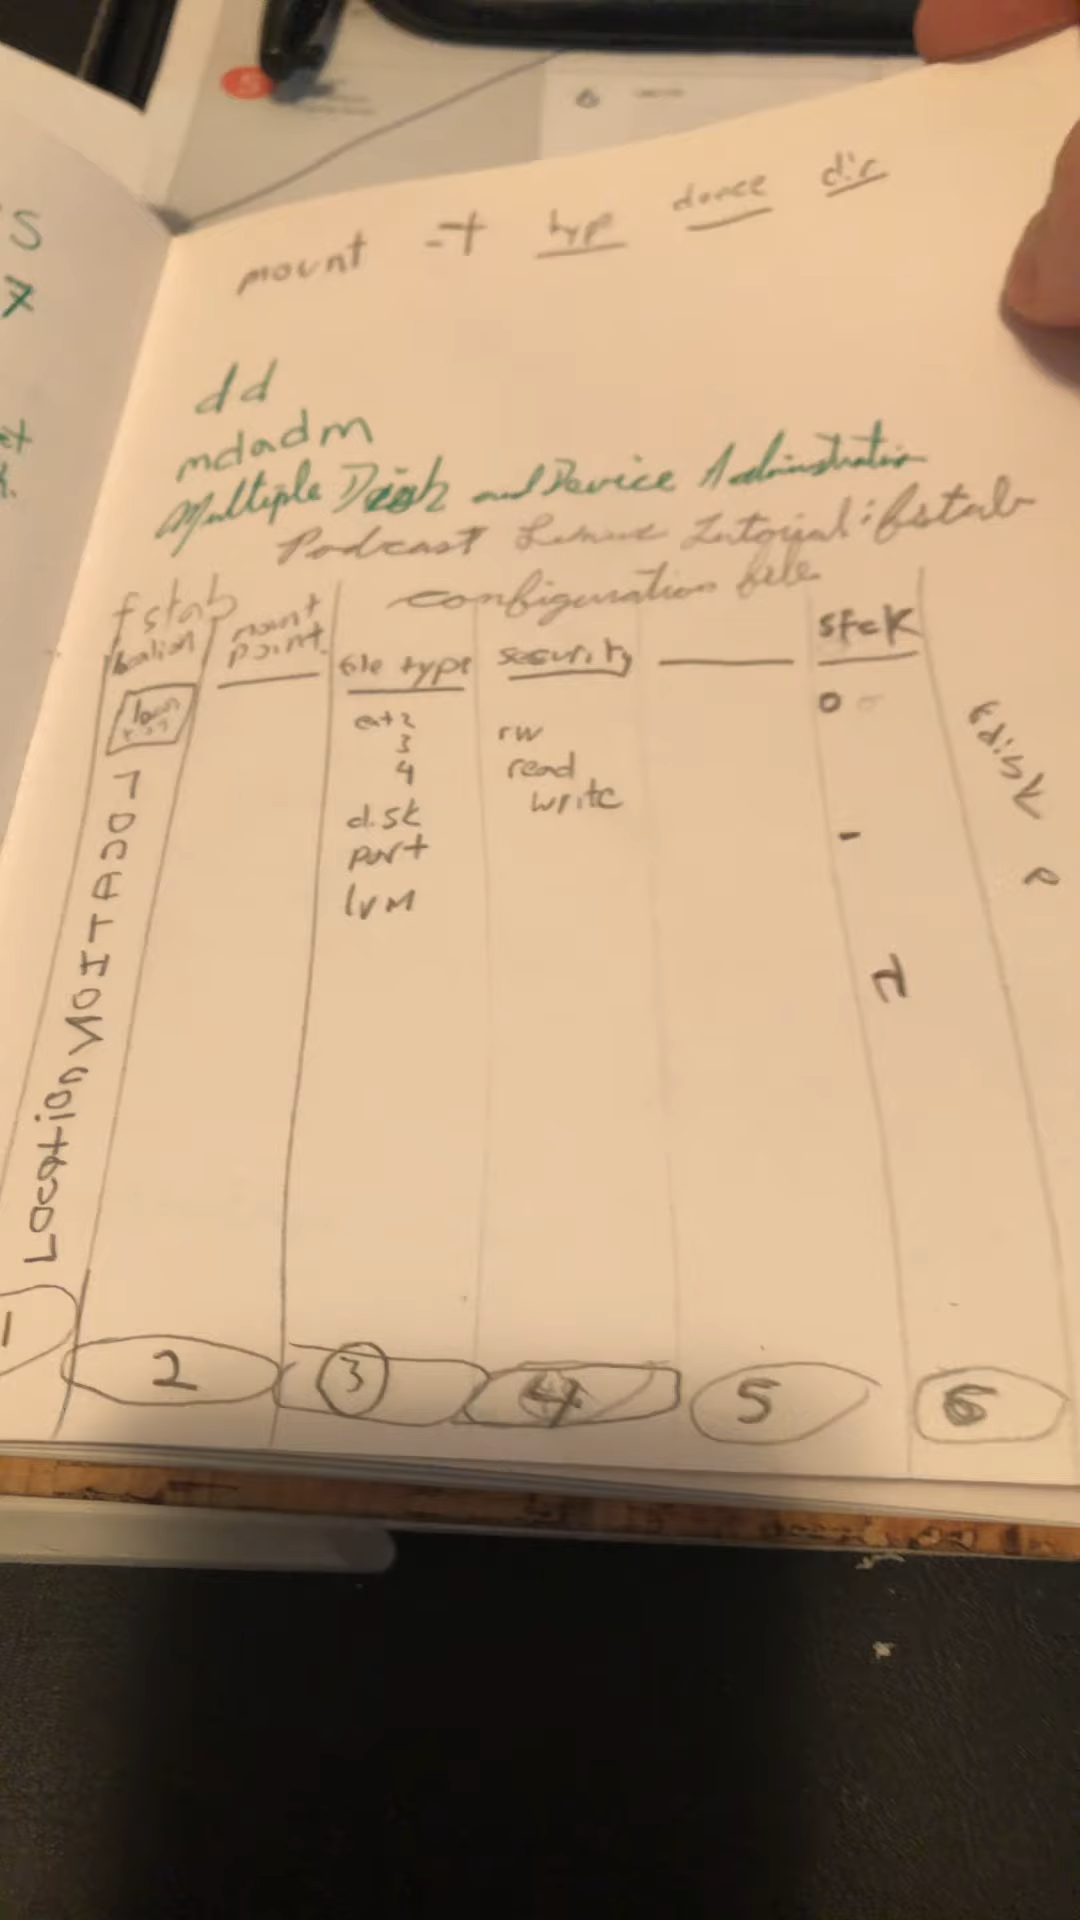 S
7
mount -t typ device dir
dd
mdadm
Multiple Disk and Device Administration
Podcast Linux Tutorial: fstab
configuration file
fstab
location
mount
point.
file type
security
sfck
ext2
3
4
disk
part
lvm
rw
read
write
0
-
LOCATION
Location
1
2
3
4
5
6